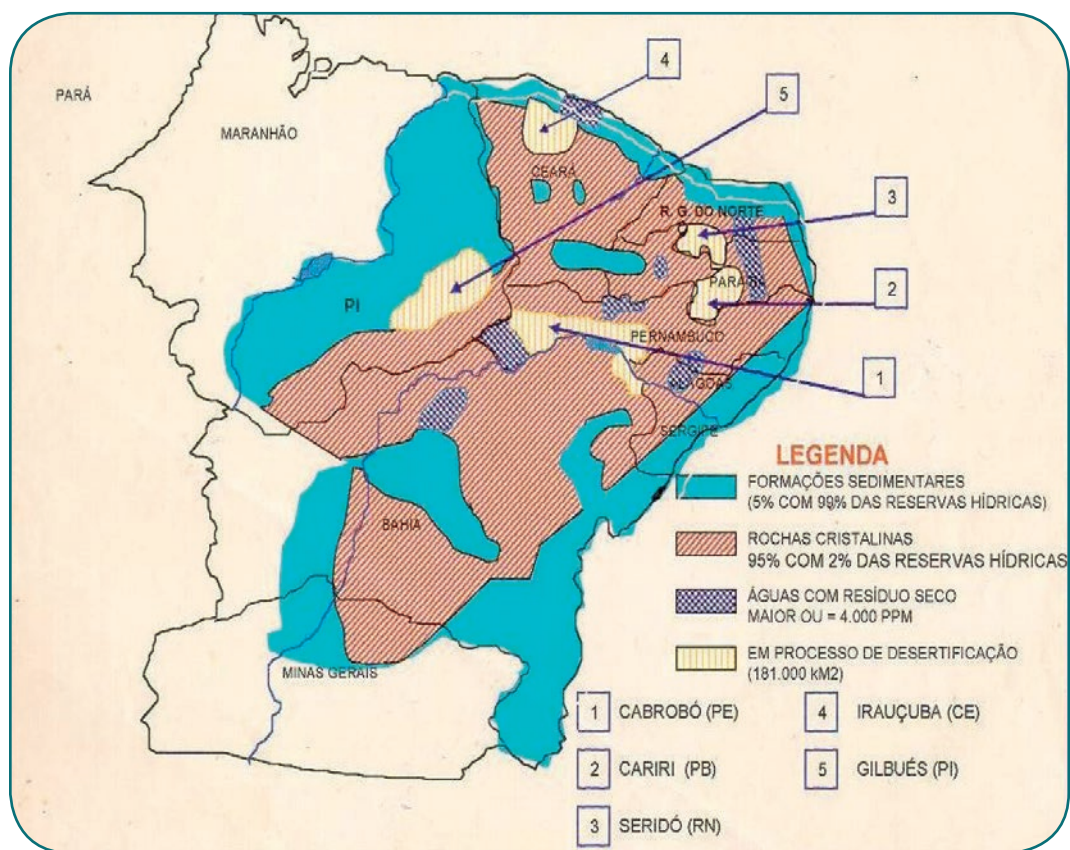 4
5
PARÁ
MARANHÃO
CEARÁ
3
R. G. DO NORTE
2
PI
PERNAMBUCO
1
ALAGOAS
SERGIPE
BAHIA
MINAS GERAIS
LEGENDA
FORMAÇÕES SEDIMENTARES
(5% COM 99% DAS RESERVAS HÍDRICAS)
ROCHAS CRISTALINAS
95% COM 2% DAS RESERVAS HÍDRICAS
ÁGUAS COM RESÍDUO SECO
MAIOR OU = 4.000 PPM
EM PROCESSO DE DESERTIFICAÇÃO
(181.000 kM2)
1 CABROBÓ (PE)
4 IRAUÇUBA (CE)
2 CARIRI (PB)
5 GILBUÉS (PI)
3 SERIDÓ (RN)